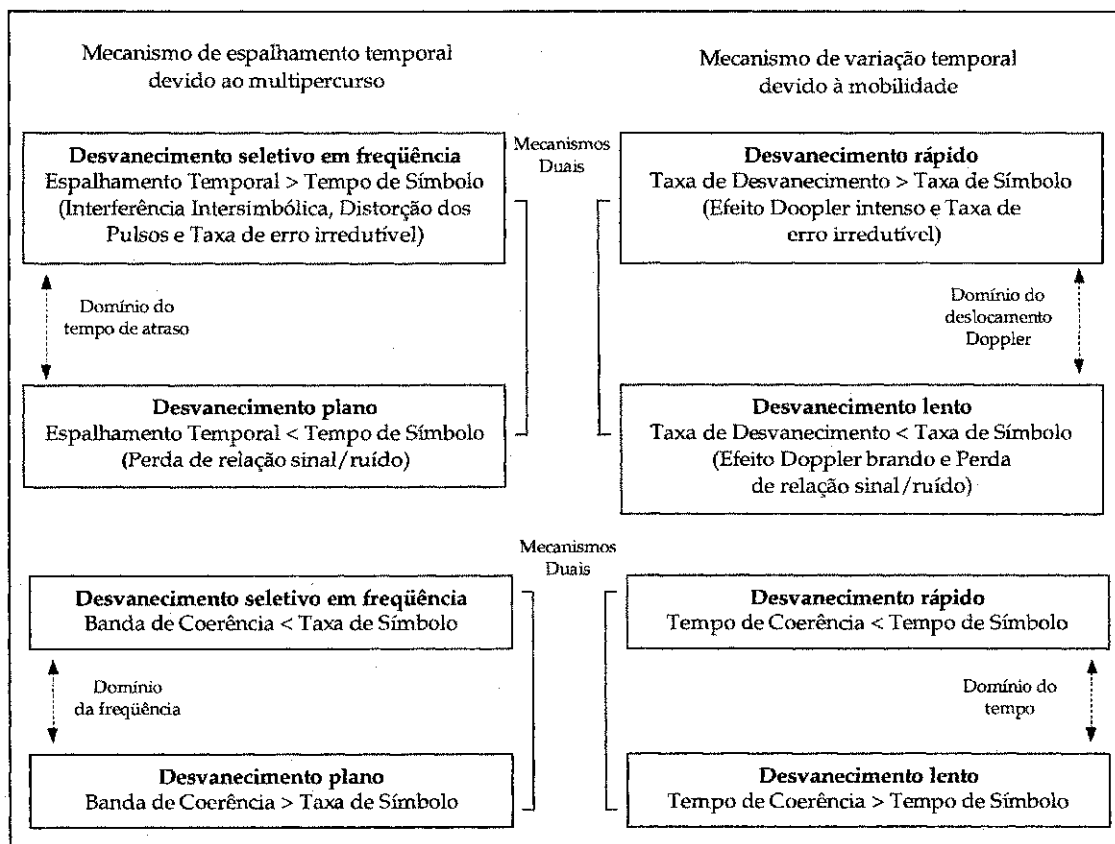 Mecanismo de espalhamento temporal
devido ao multipercurso
Mecanismo de variação temporal
devido à mobilidade
Desvanecimento seletivo em freqüência
Espalhamento Temporal > Tempo de Símbolo
(Interferência Intersimbólica, Distorção dos
Pulsos e Taxa de erro irredutível)
Mecanismos
Duais
Desvanecimento rápido
Taxa de Desvanecimento > Taxa de Símbolo
(Efeito Doopler intenso e Taxa de
erro irredutível)
Domínio do
tempo de atraso
Domínio do
deslocamento
Doppler
Desvanecimento plano
Espalhamento Temporal < Tempo de Símbolo
(Perda de relação sinal/ruído)
Desvanecimento lento
Taxa de Desvanecimento < Taxa de Símbolo
(Efeito Doppler brando e Perda
de relação sinal/ruído)
Mecanismos
Duais
Desvanecimento seletivo em freqüência
Banda de Coerência < Taxa de Símbolo
Desvanecimento rápido
Tempo de Coerência < Tempo de Símbolo
Domínio
da freqüência
Domínio do
tempo
Desvanecimento plano
Banda de Coerência > Taxa de Símbolo
Desvanecimento lento
Tempo de Coerência > Tempo de Símbolo